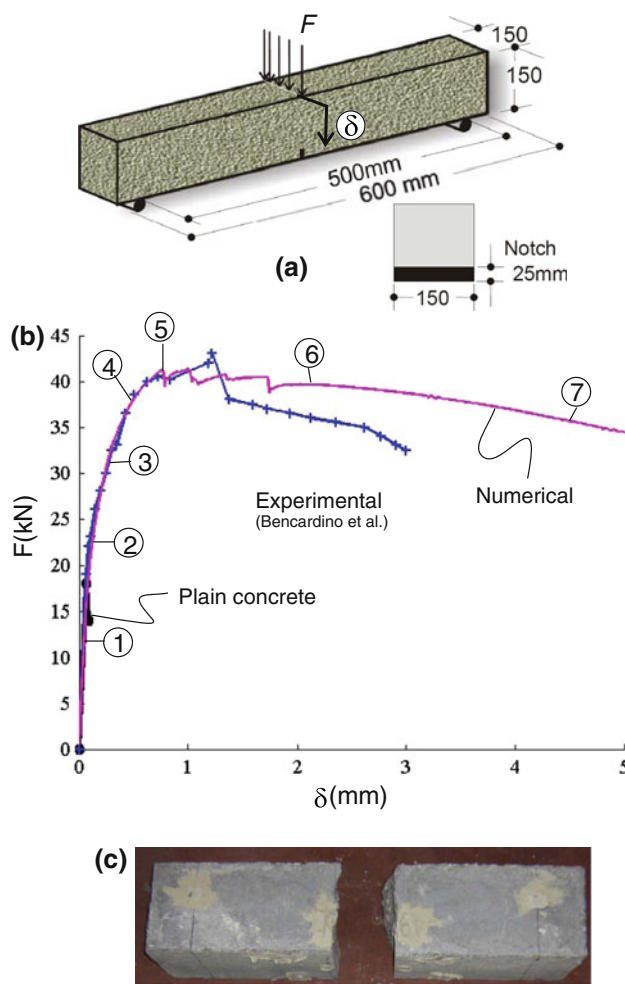 F
150
150
δ
500mm
600 mm
(a)
Notch
25mm
150
(b)
45
40
35
30
25
20
15
10
5
0
F(kN)
5
6
4
7
3
Experimental
(Bencardino et al.)
Numerical
2
Plain concrete
1
0
1
2
3
4
5
δ(mm)
(c)